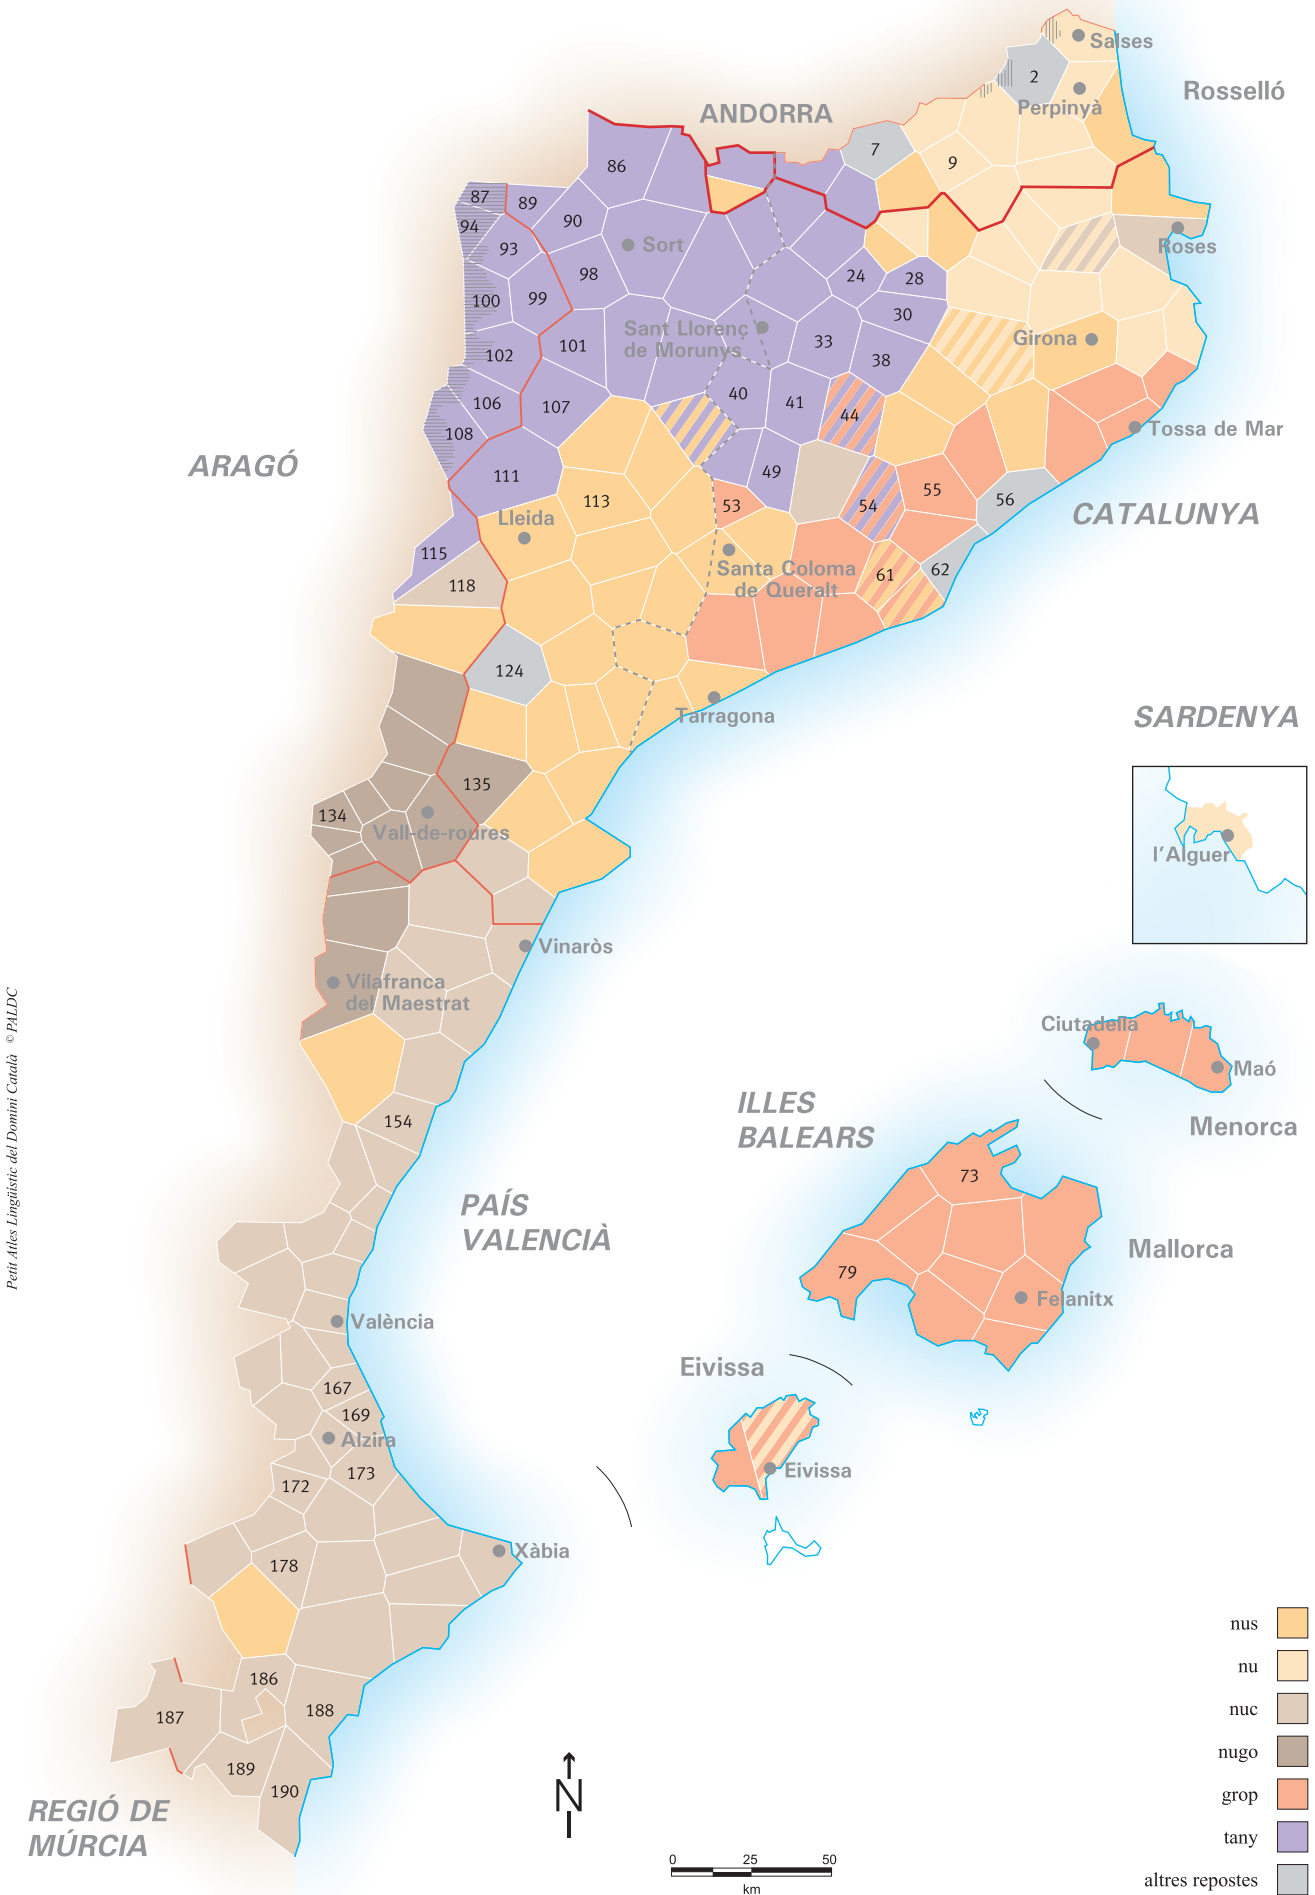 Salses
2
Rosselló
Perpinyà
ANDORRA
7
9
86
87
89
94
90
93
Sort
Roses
98
24
28
100
99
30
Sant Llorenç
de Morunys
33
Girona
101
102
38
40
41
106
107
44
108
Tossa de Mar
ARAGÓ
49
111
55
113
53
54
56
CATALUNYA
Lleida
115
Santa Coloma
de Queralt
61
62
118
124
Tarragona
SARDENYA
135
134
Vall-de-roures
l'Alguer
Vinaròs
Vilafranca
del Maestrat
Ciutadella
Maó
ILLES
BALEARS
154
Menorca
73
PAÍS
VALENCIÀ
Mallorca
79
Felanitx
València
Eivissa
167
169
Alzira
173
172
Eivissa
Xàbia
178
186
187
188
189
190
REGIÓ DE
MÚRCIA
N
0 25 50
km
nus
nu
nuc
nugo
grop
tany
altres repostes
Petit Atles Lingüístic del Domini Català © PALDC